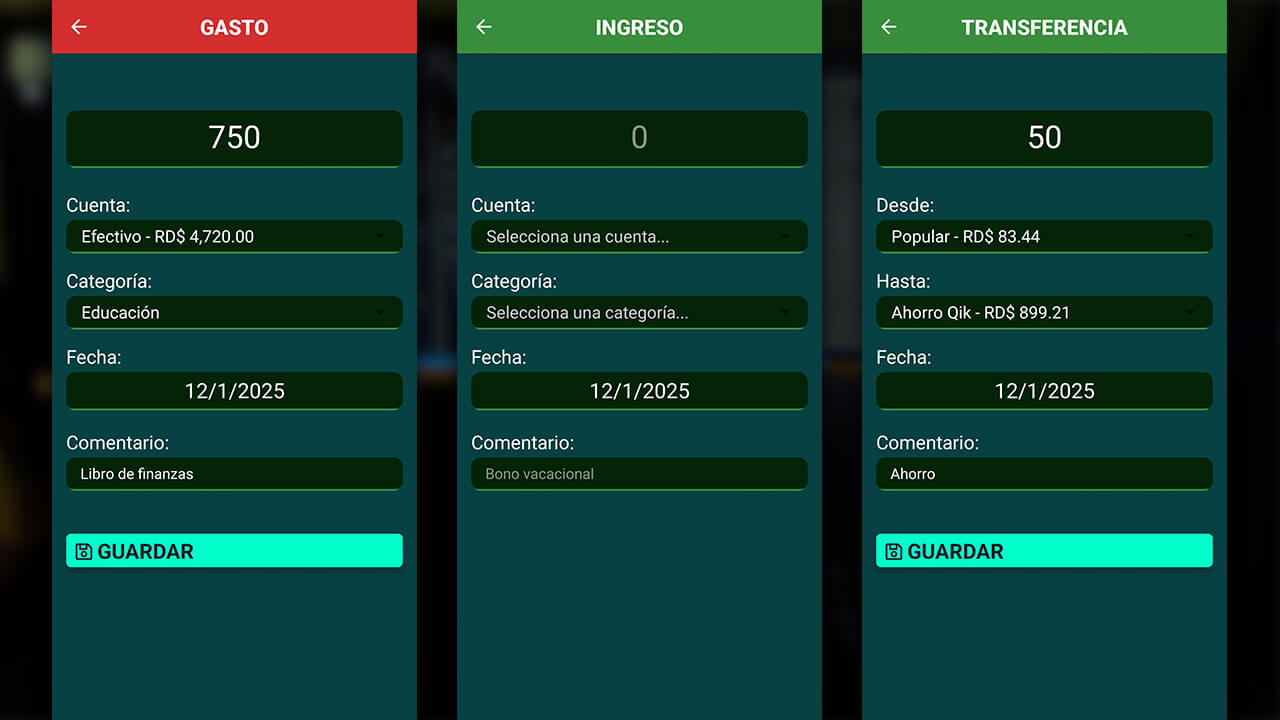 GASTO
750
Cuenta:
Efectivo - RD$ 4,720.00
Categoría:
Educación
Fecha:
12/1/2025
Comentario:
Libro de finanzas
GUARDAR
INGRESO
0
Cuenta:
Selecciona una cuenta...
Categoría:
Selecciona una categoría...
Fecha:
12/1/2025
Comentario:
Bono vacacional
TRANSFERENCIA
50
Desde:
Popular - RD$ 83.44
Hasta:
Ahorro Qik - RD$ 899.21
Fecha:
12/1/2025
Comentario:
Ahorro
GUARDAR